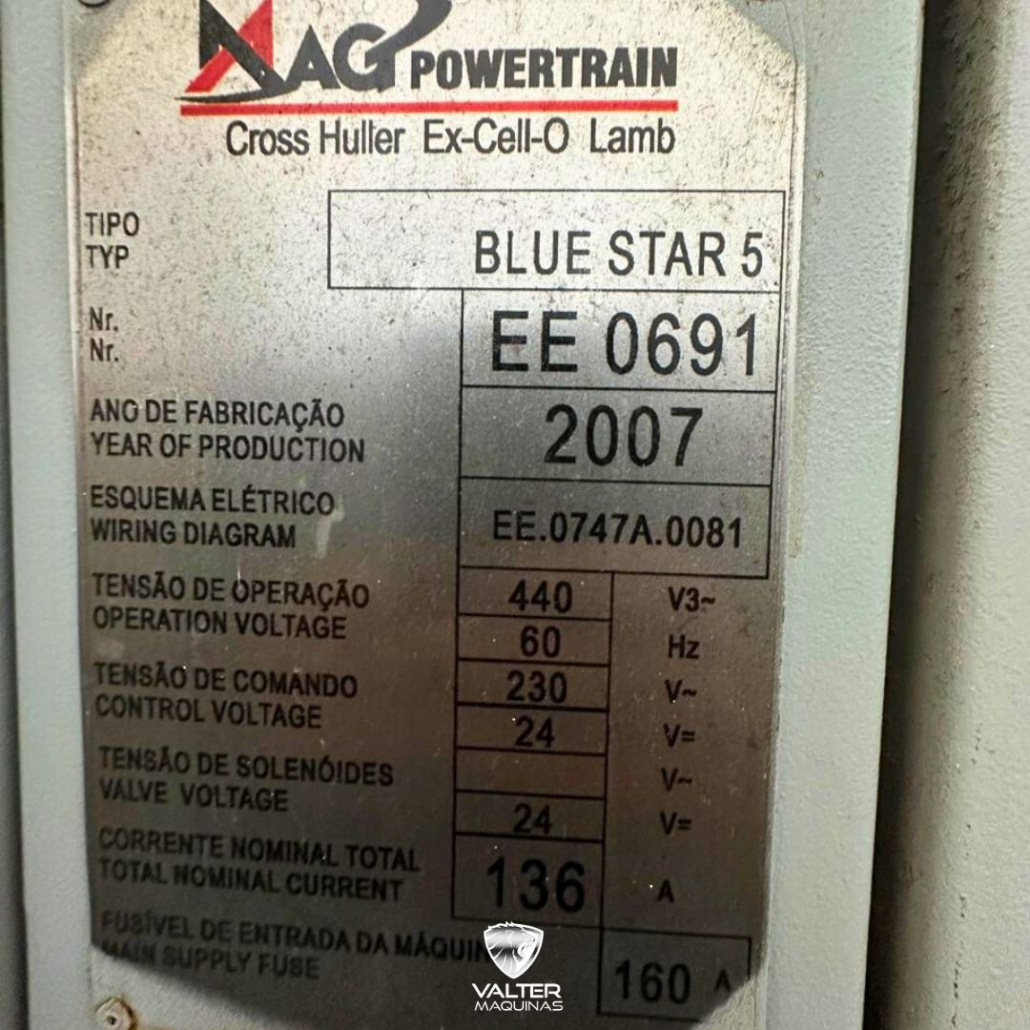 MAG POWERTRAIN
Cross Huller Ex-Cell-O Lamb
TIPO
TYP
BLUE STAR 5
Nr.
Nr.
EE 0691
ANO DE FABRICAÇÃO
YEAR OF PRODUCTION
2007
ESQUEMA ELÉTRICO
WIRING DIAGRAM
EE.0747A.0081
TENSÃO DE OPERAÇÃO
OPERATION VOLTAGE
440 V3~
60 Hz
TENSÃO DE COMANDO
CONTROL VOLTAGE
230 V~
24 V=
TENSÃO DE SOLENÓIDES
VALVE VOLTAGE
V~
24 V=
CORRENTE NOMINAL TOTAL
TOTAL NOMINAL CURRENT
136 A
FUSÍVEL DE ENTRADA DA MÁQUIN
MAIN SUPPLY FUSE
160 A
VALTER
MAQUINAS